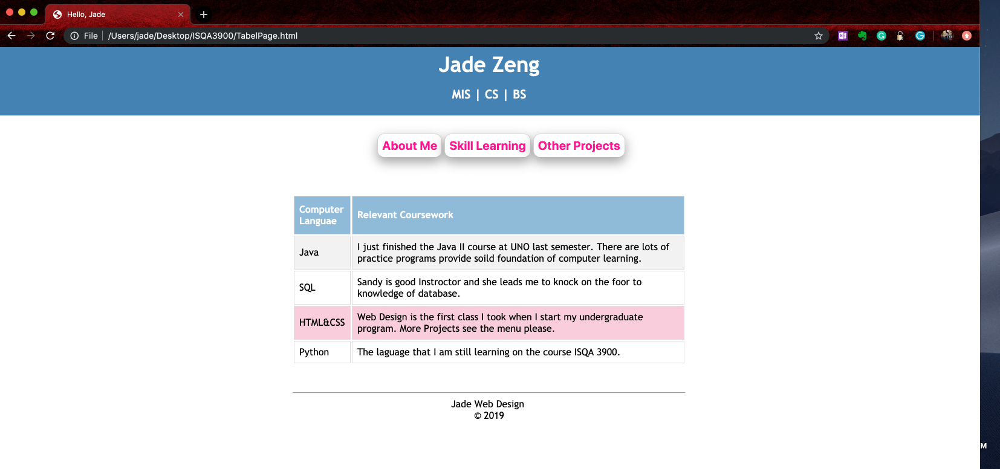 Hello, Jade
File /Users/jade/Desktop/ISQA3900/TabelPage.html
Jade Zeng
MIS | CS | BS
About Me Skill Learning Other Projects
Computer
Languae
Relevant Coursework
Java
I just finished the Java II course at UNO last semester. There are lots of
practice programs provide soild foundation of computer learning.
SQL
Sandy is good Instroctor and she leads me to knock on the foor to
knowledge of database.
HTML&CSS
Web Design is the first class I took when I start my undergraduate
program. More Projects see the menu please.
Python
The laguage that I am still learning on the course ISQA 3900.
Jade Web Design
© 2019
M